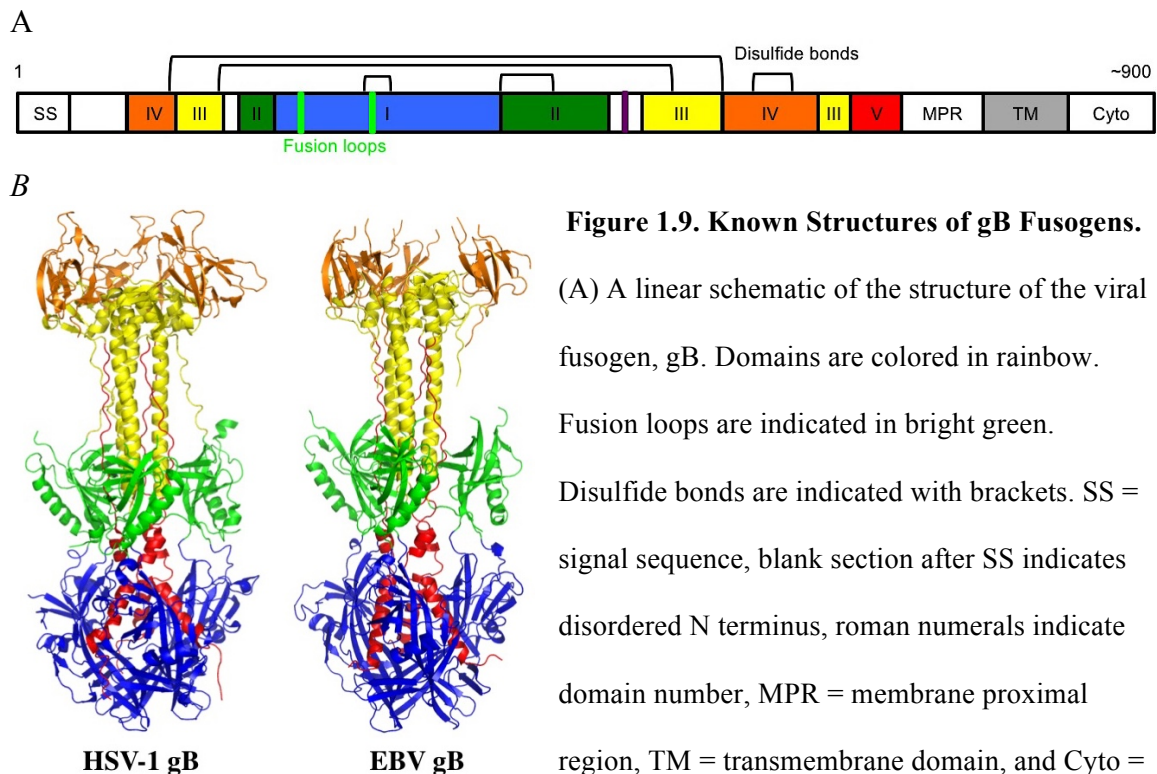 A
Disulfide bonds
1
~900
SS IV III II I II III IV III V MPR TM Cyto
Fusion loops
B
Figure 1.9. Known Structures of gB Fusogens.
(A) A linear schematic of the structure of the viral
fusogen, gB. Domains are colored in rainbow.
Fusion loops are indicated in bright green.
Disulfide bonds are indicated with brackets. SS =
signal sequence, blank section after SS indicates
disordered N terminus, roman numerals indicate
domain number, MPR = membrane proximal
region, TM = transmembrane domain, and Cyto =
HSV-1 gB
EBV gB